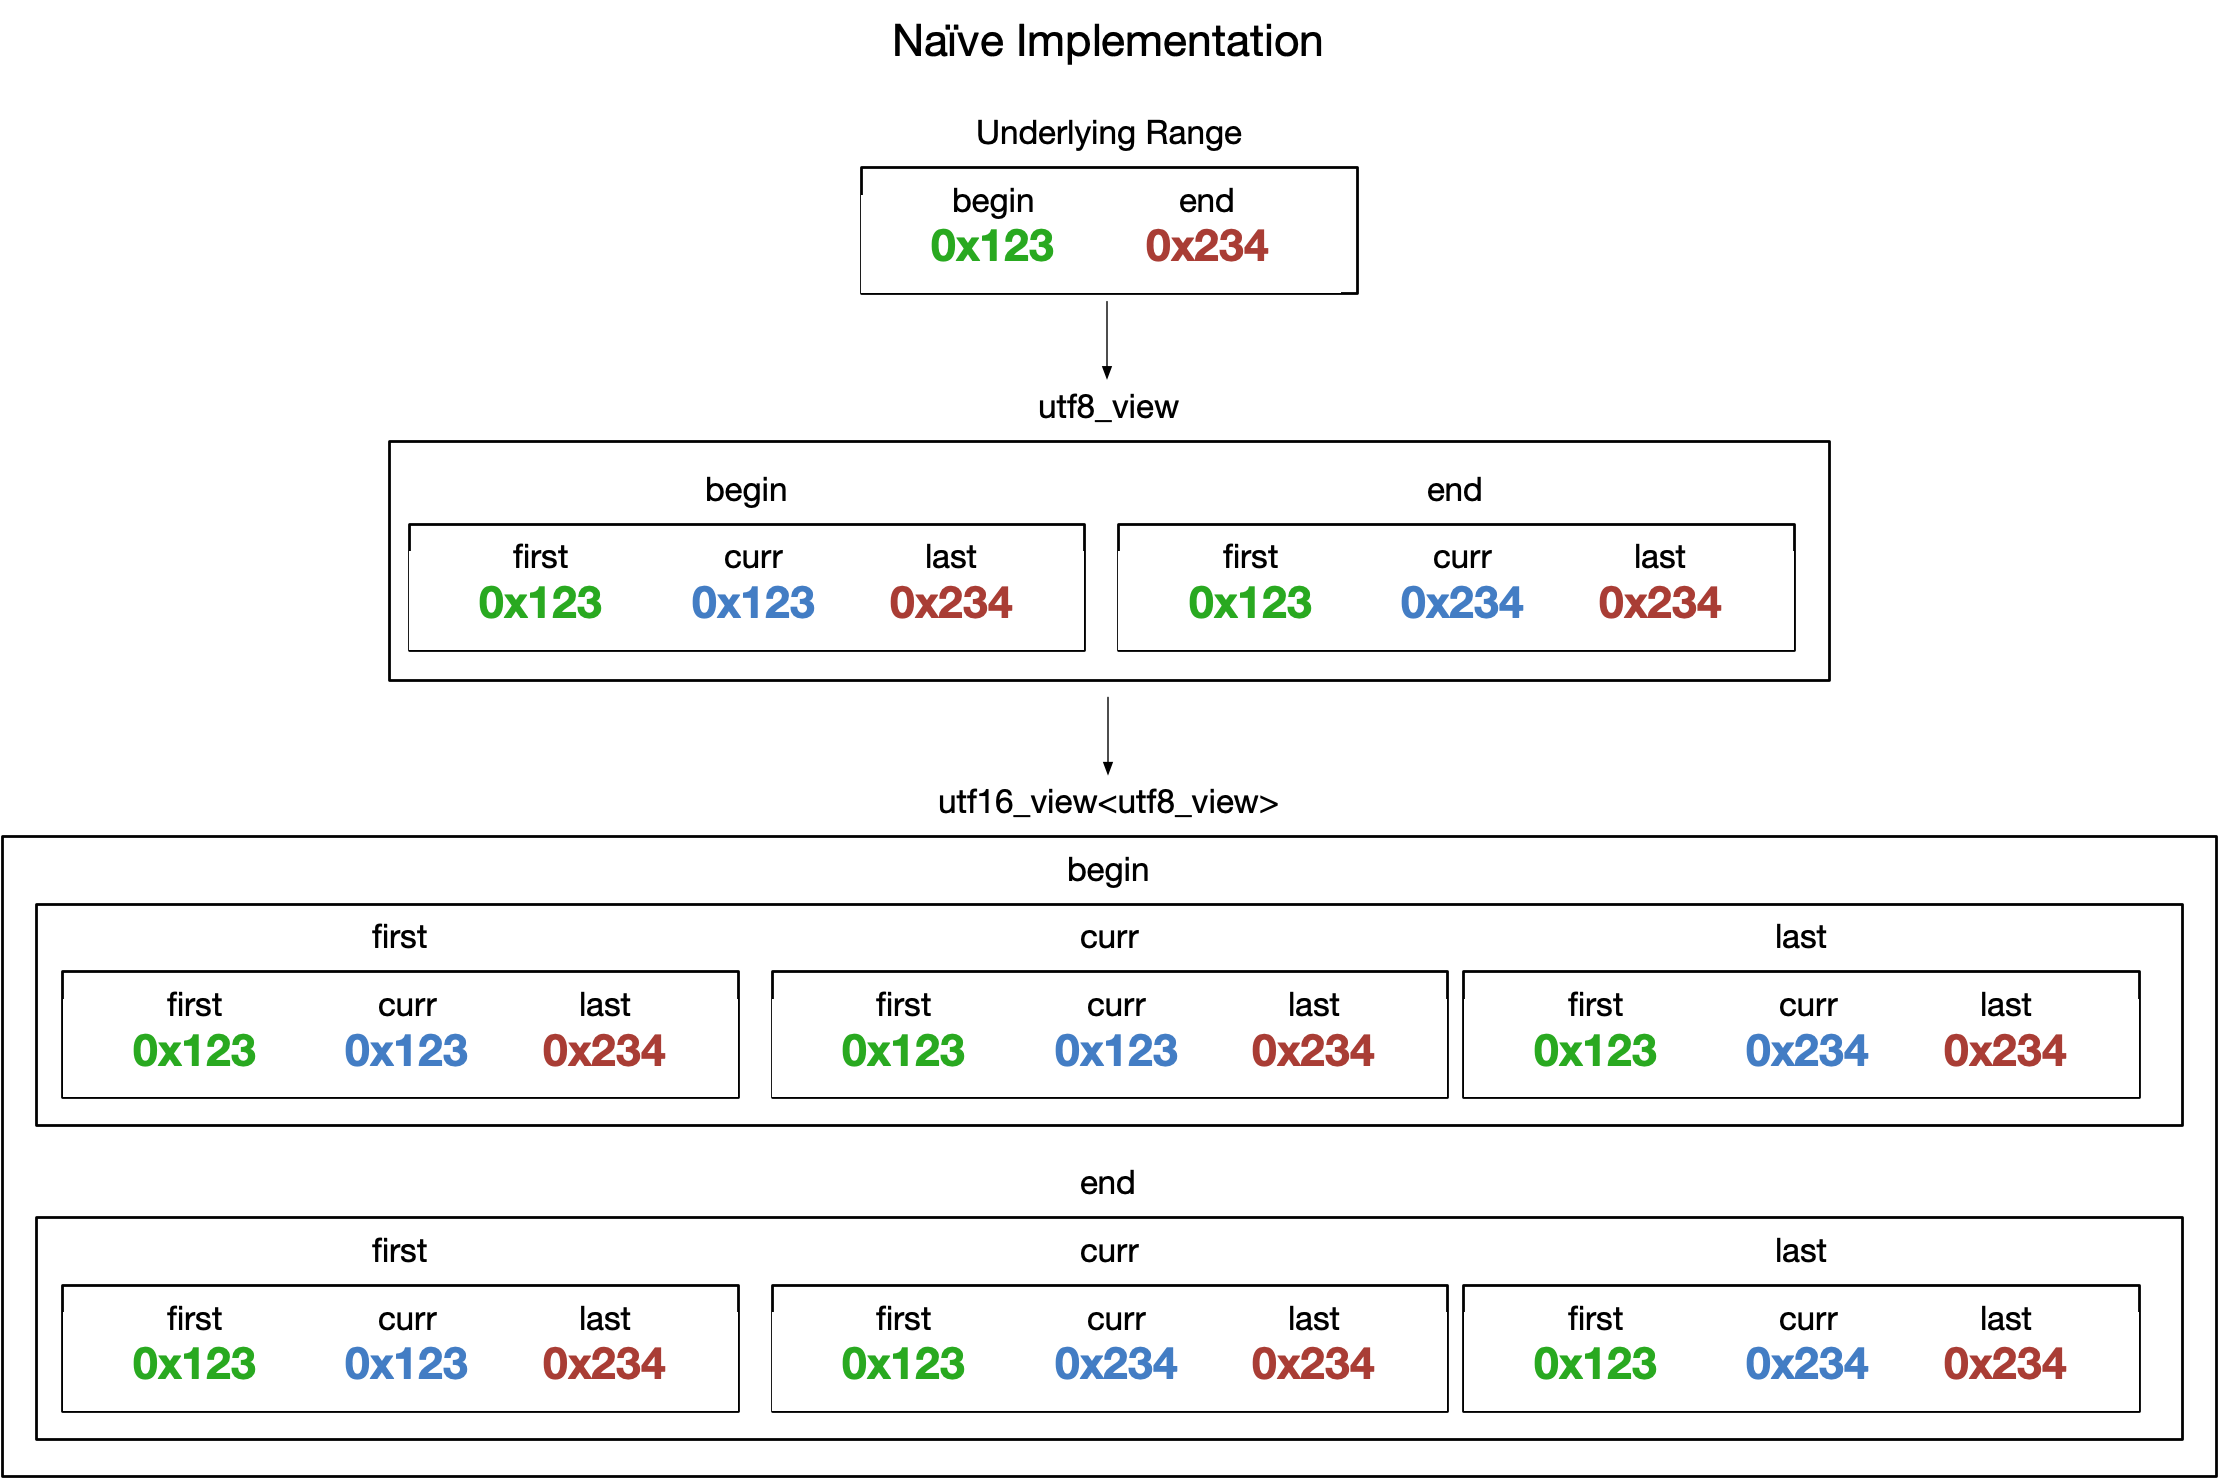 Naïve Implementation
Underlying Range
begin end
0x123 0x234
utf8_view
begin end
first curr last first curr last
0x123 0x123 0x234 0x123 0x234 0x234
utf16_view<utf8_view>
begin
first curr last
first curr last first curr last first curr last
0x123 0x123 0x234 0x123 0x123 0x234 0x123 0x234 0x234
end
first curr last
first curr last first curr last first curr last
0x123 0x123 0x234 0x123 0x234 0x234 0x123 0x234 0x234